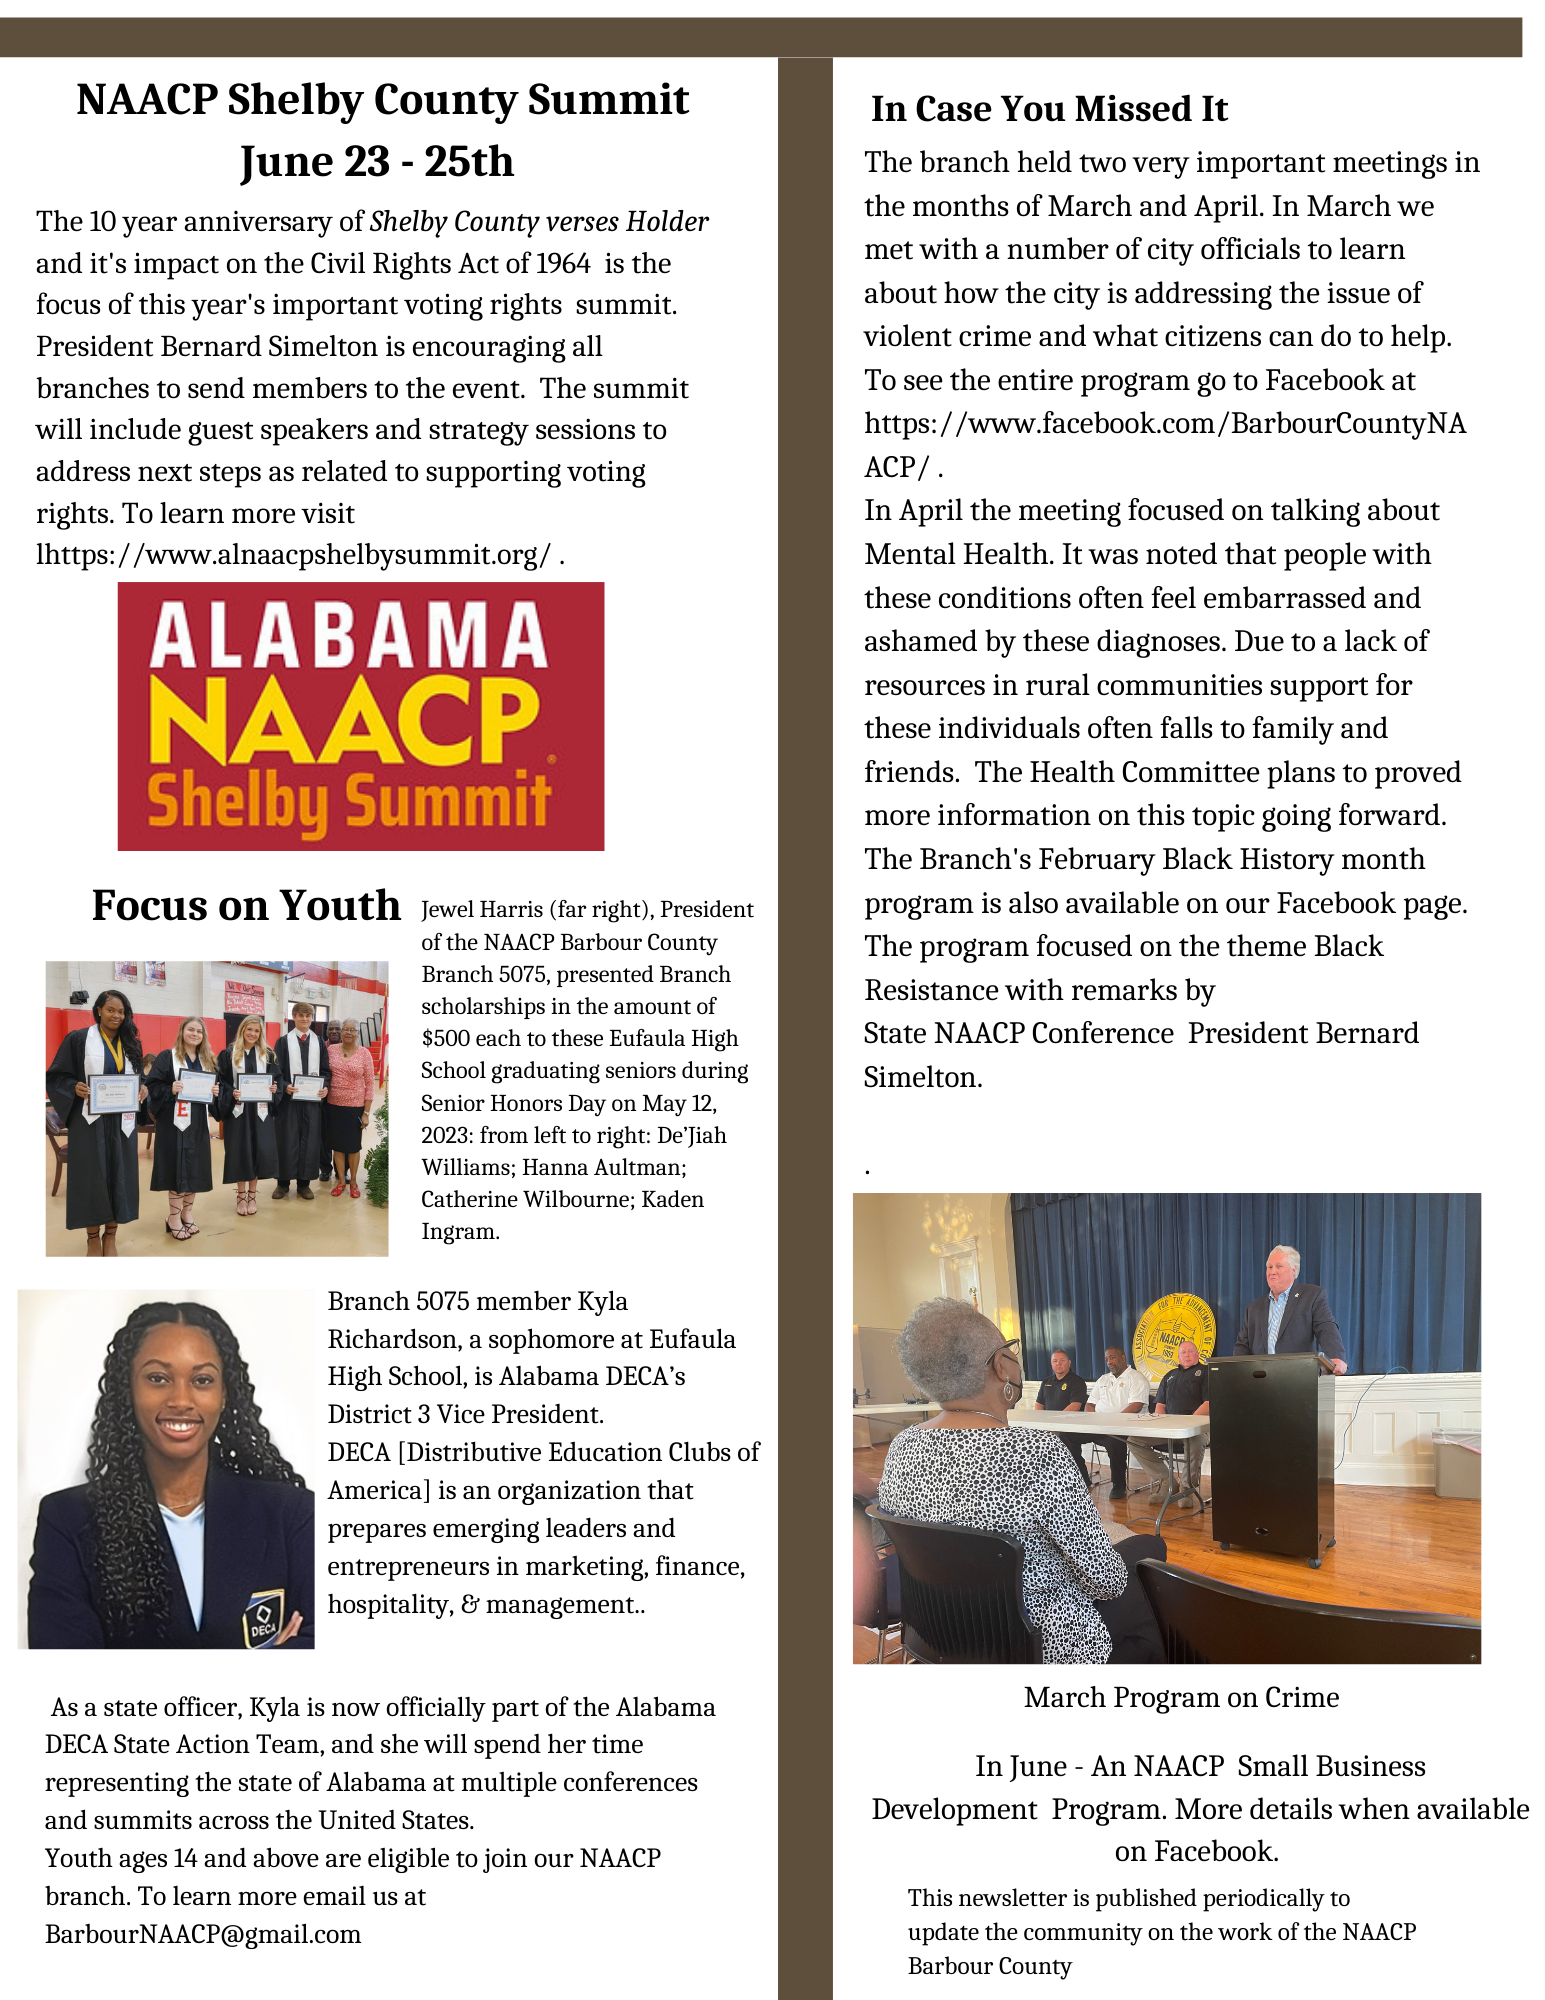 NAACP Shelby County Summit
June 23 - 25th
The 10 year anniversary of Shelby County verses Holder
and it's impact on the Civil Rights Act of 1964  is the
focus of this year's important voting rights  summit.
President Bernard Simelton is encouraging all
branches to send members to the event.  The summit
will include guest speakers and strategy sessions to
address next steps as related to supporting voting
rights. To learn more visit
lhttps://www.alnaacpshelbysummit.org/ .
ALABAMA
NAACP®
Shelby Summit
Focus on Youth
Jewel Harris (far right), President
of the NAACP Barbour County
Branch 5075, presented Branch
scholarships in the amount of
$500 each to these Eufaula High
School graduating seniors during
Senior Honors Day on May 12,
2023: from left to right: De’Jiah
Williams; Hanna Aultman;
Catherine Wilbourne; Kaden
Ingram.
E
Branch 5075 member Kyla
Richardson, a sophomore at Eufaula
High School, is Alabama DECA’s
District 3 Vice President.
DECA [Distributive Education Clubs of
America] is an organization that
prepares emerging leaders and
entrepreneurs in marketing, finance,
hospitality, & management..
DECA
As a state officer, Kyla is now officially part of the Alabama
DECA State Action Team, and she will spend her time
representing the state of Alabama at multiple conferences
and summits across the United States.
Youth ages 14 and above are eligible to join our NAACP
branch. To learn more email us at
BarbourNAACP@gmail.com
In Case You Missed It
The branch held two very important meetings in
the months of March and April. In March we
met with a number of city officials to learn
about how the city is addressing the issue of
violent crime and what citizens can do to help.
To see the entire program go to Facebook at
https://www.facebook.com/BarbourCountyNA
ACP/ .
In April the meeting focused on talking about
Mental Health. It was noted that people with
these conditions often feel embarrassed and
ashamed by these diagnoses. Due to a lack of
resources in rural communities support for
these individuals often falls to family and
friends.  The Health Committee plans to proved
more information on this topic going forward.
The Branch's February Black History month
program is also available on our Facebook page.
The program focused on the theme Black
Resistance with remarks by
State NAACP Conference  President Bernard
Simelton.
.
ASSOCIATION FOR THE ADVANCEMENT OF
NAACP
1909
March Program on Crime
In June - An NAACP  Small Business
Development  Program. More details when available
on Facebook.
This newsletter is published periodically to
update the community on the work of the NAACP
Barbour County